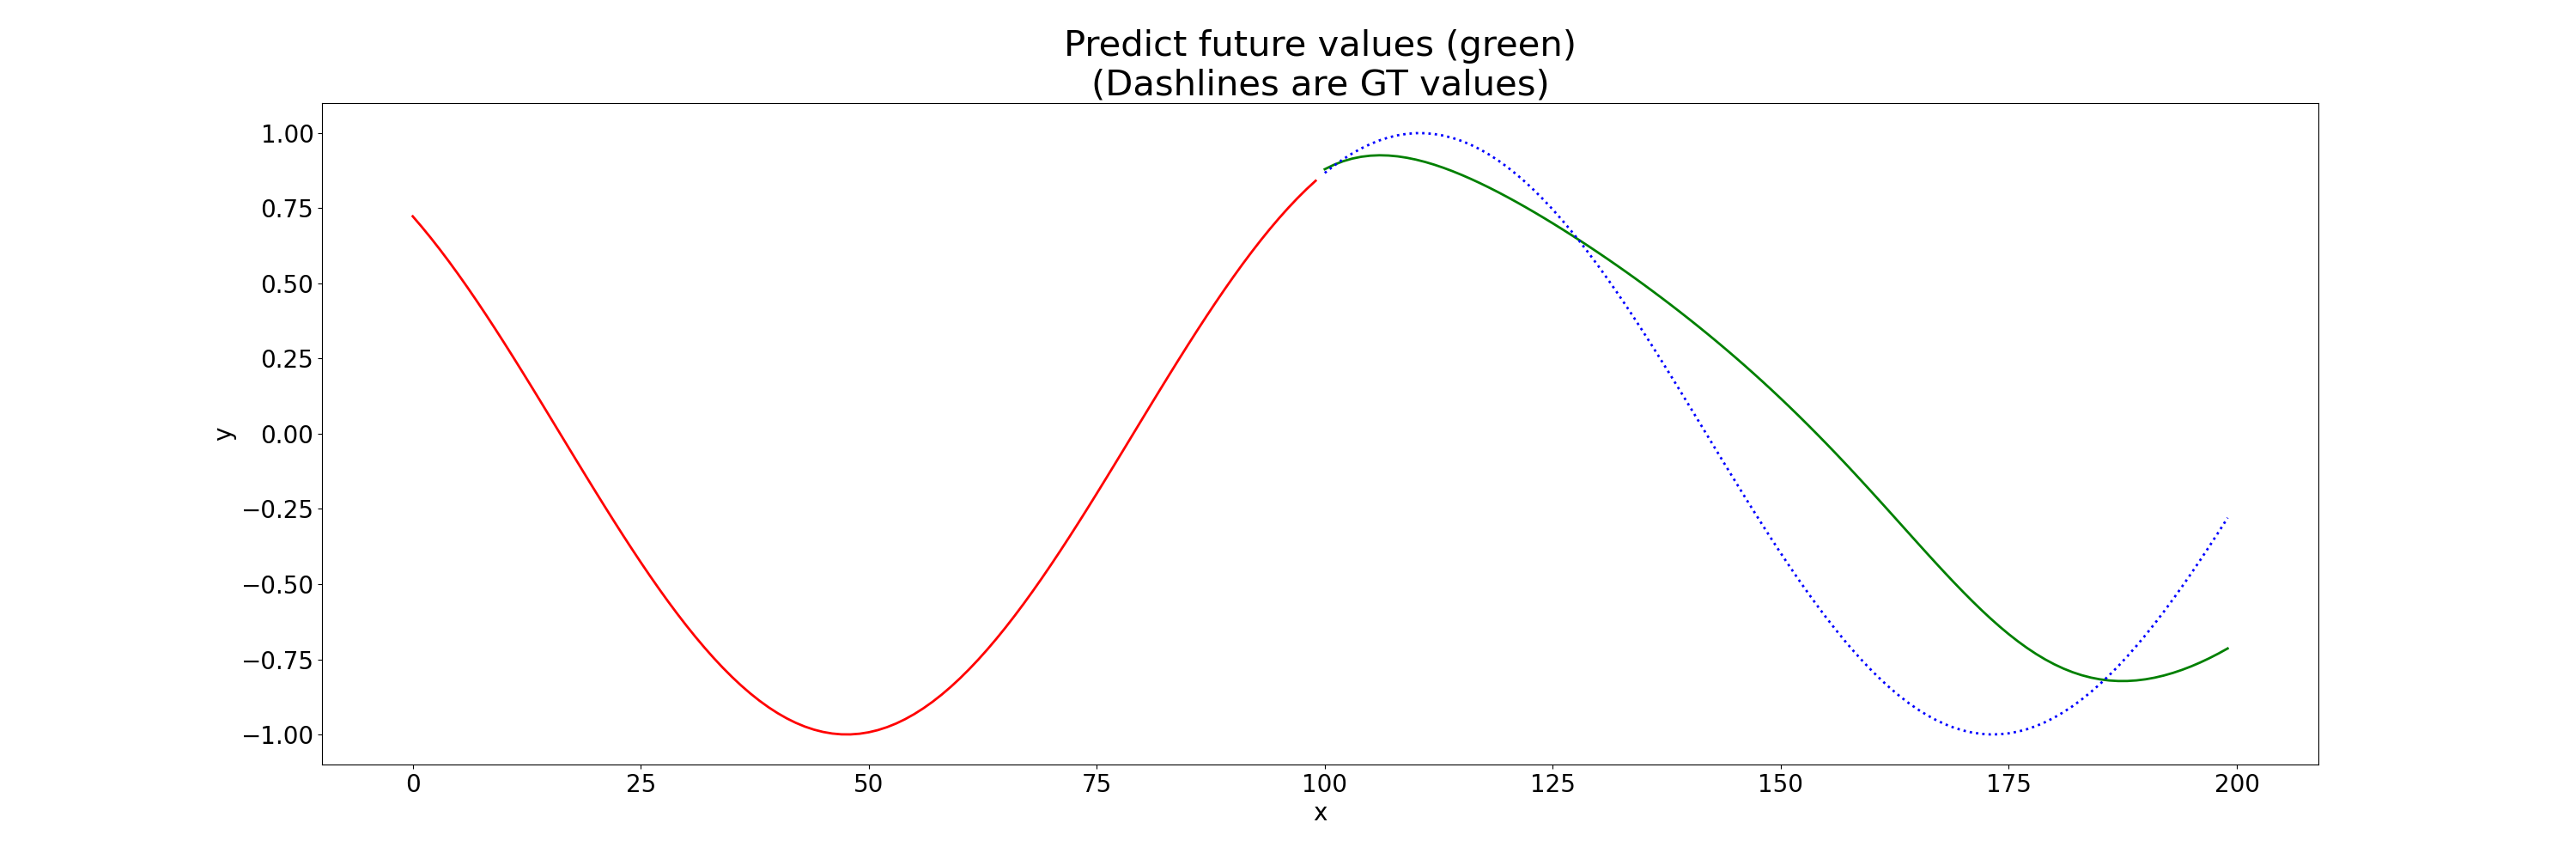 Predict future values (green)
(Dashlines are GT values)
1.00
0.75
0.50
0.25
0.00
−0.25
−0.50
−0.75
−1.00
y
0 25 50 75 100 125 150 175 200
x